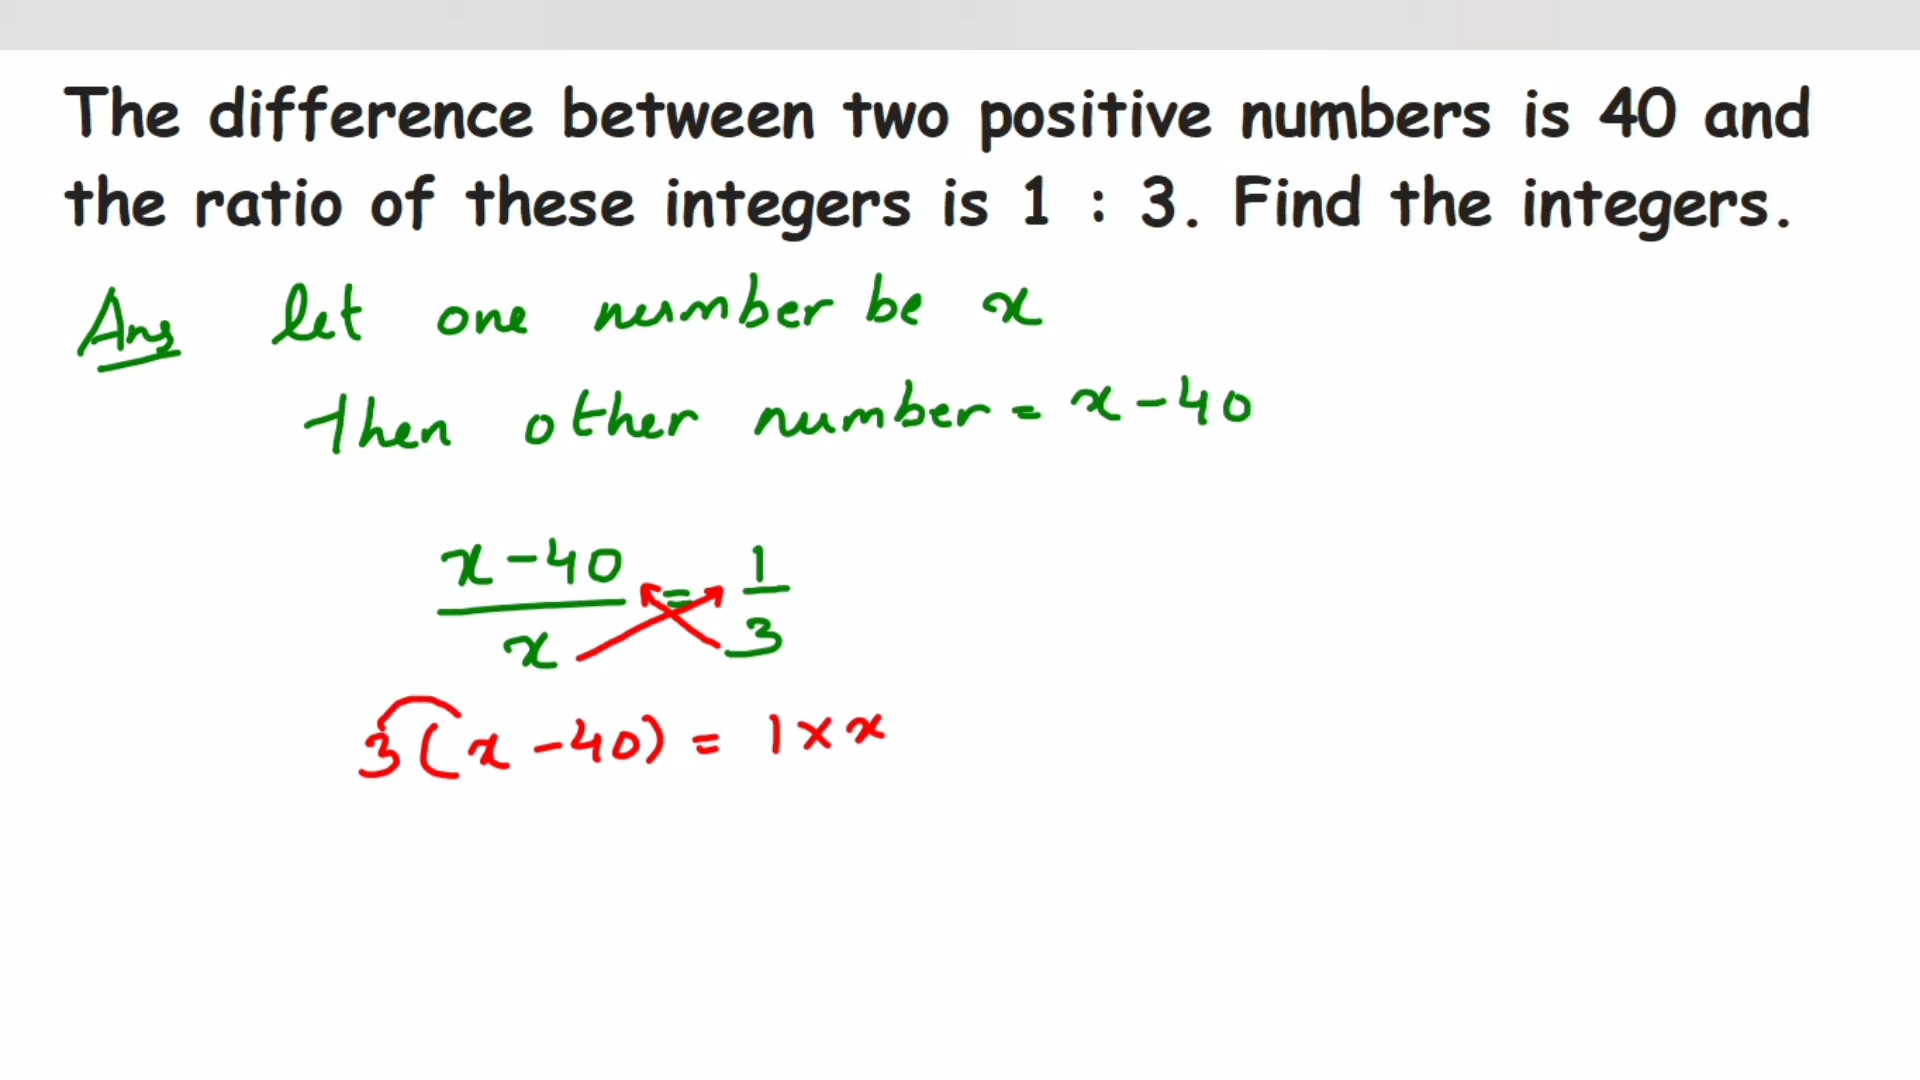 The difference between two positive numbers is 40 and
the ratio of these integers is 1 : 3. Find the integers.
Ans let one number be x
then other number = x - 40
x - 40 = 1
x 3
3(x - 40) = 1 × x